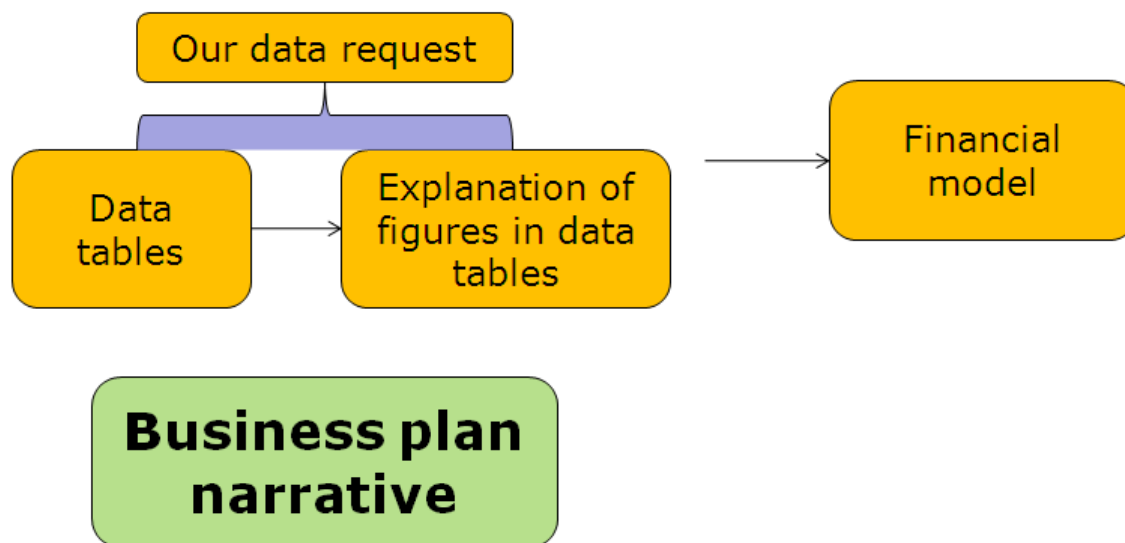 Our data request
Data
tables
Explanation of
figures in data
tables
Financial
model
Business plan
narrative